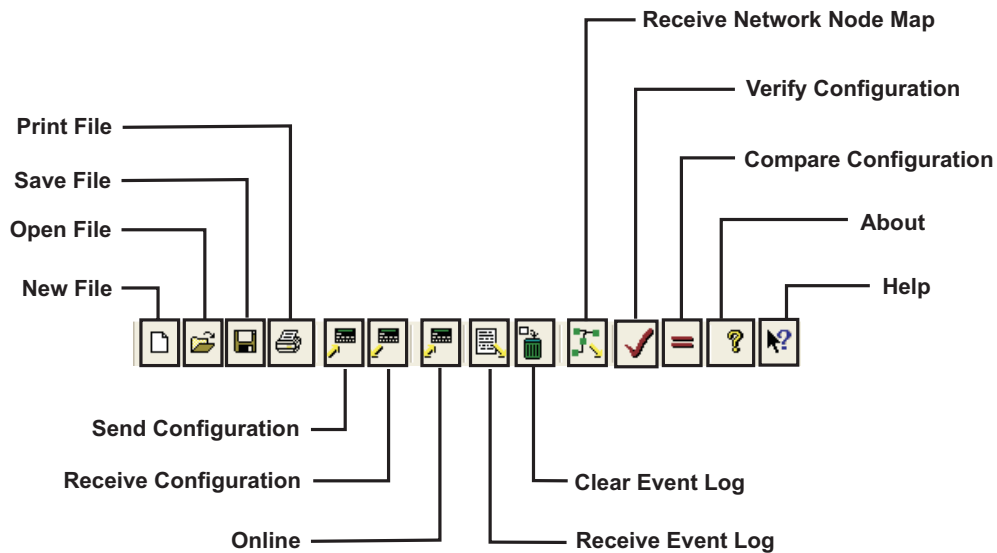 Receive Network Node Map
Verify Configuration
Print File
Compare Configuration
Save File
About
Open File
Help
New File
Send Configuration
Receive Configuration
Clear Event Log
Online
Receive Event Log